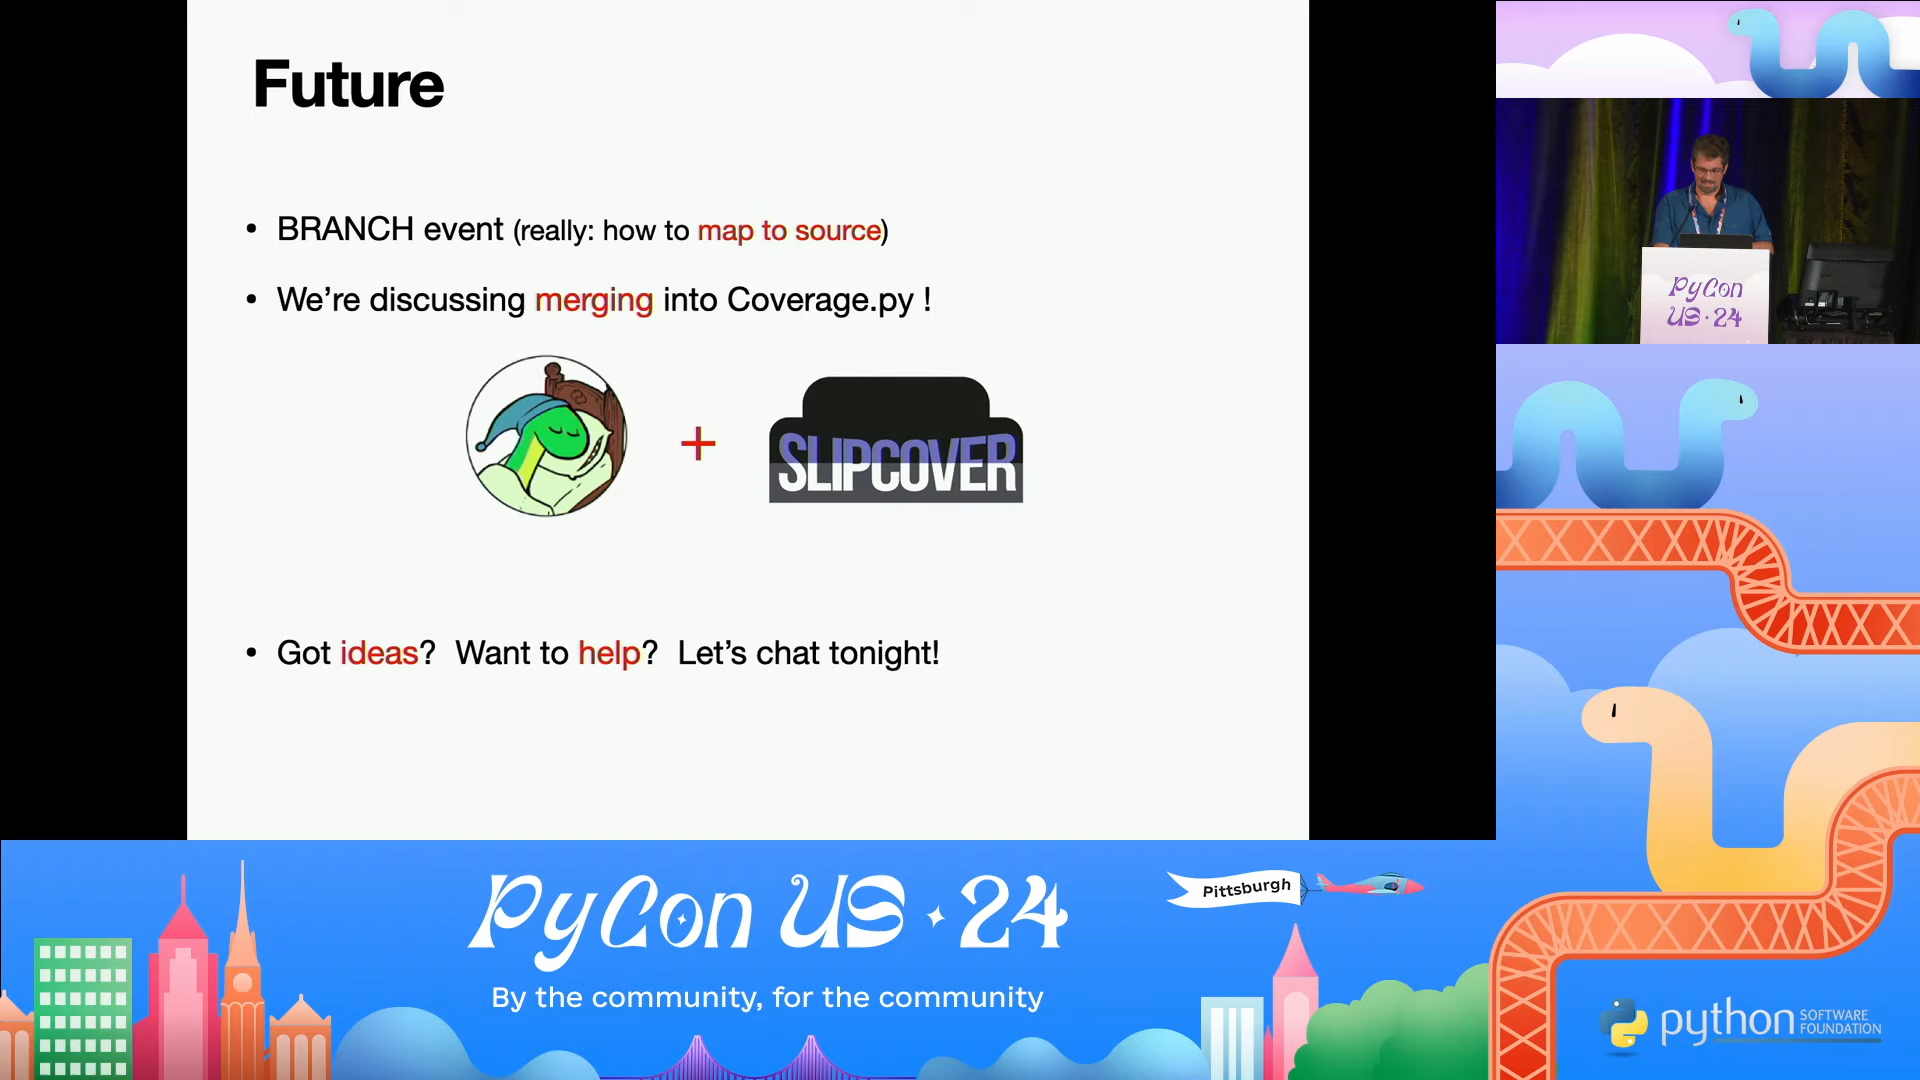 Future
• BRANCH event (really: how to map to source)
• We’re discussing merging into Coverage.py !
+
SLIPCOVER
• Got ideas? Want to help? Let’s chat tonight!
PyCon
US·24
PyCon US·24
Pittsburgh
By the community, for the community
python SOFTWARE
FOUNDATION